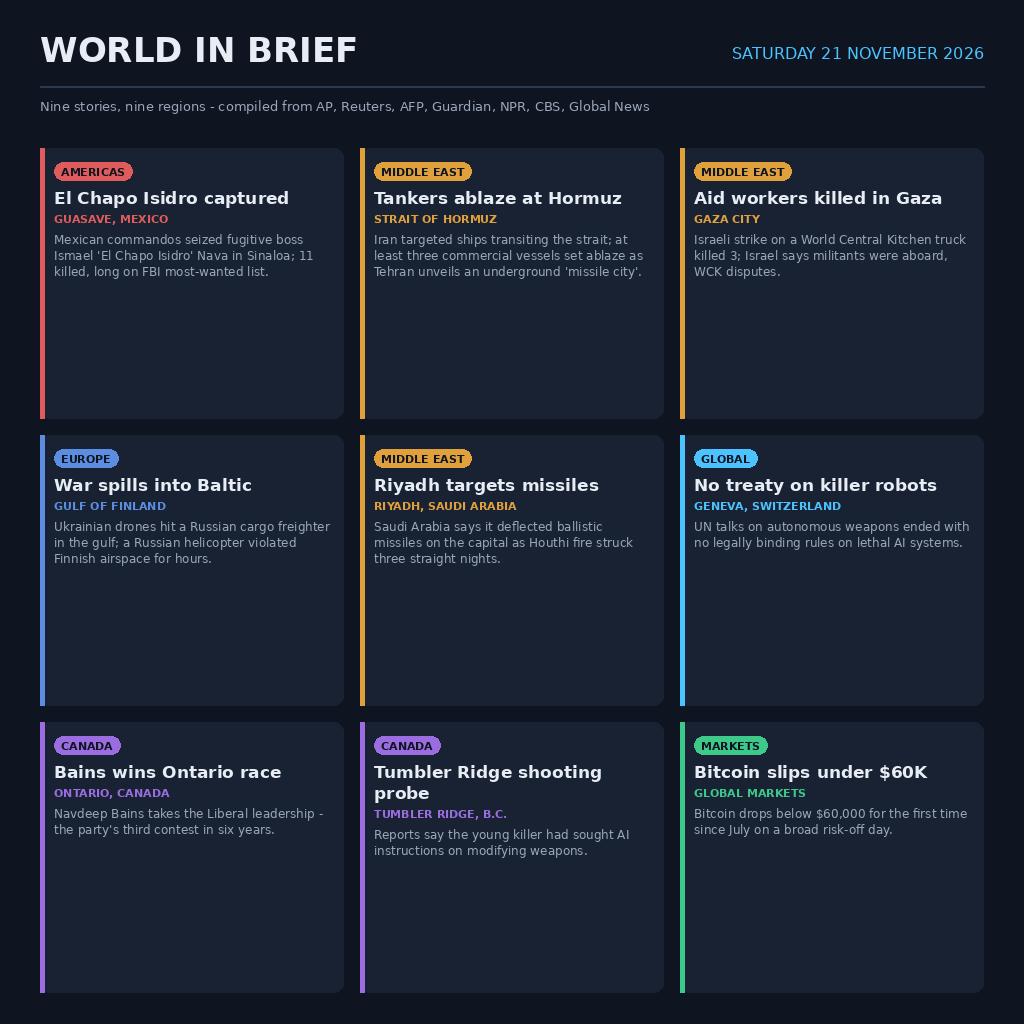 WORLD IN BRIEF
SATURDAY 21 NOVEMBER 2026
Nine stories, nine regions - compiled from AP, Reuters, AFP, Guardian, NPR, CBS, Global News
AMERICAS
El Chapo Isidro captured
GUASAVE, MEXICO
Mexican commandos seized fugitive boss
Ismael 'El Chapo Isidro' Nava in Sinaloa; 11
killed, long on FBI most-wanted list.
MIDDLE EAST
Tankers ablaze at Hormuz
STRAIT OF HORMUZ
Iran targeted ships transiting the strait; at
least three commercial vessels set ablaze as
Tehran unveils an underground 'missile city'.
MIDDLE EAST
Aid workers killed in Gaza
GAZA CITY
Israeli strike on a World Central Kitchen truck
killed 3; Israel says militants were aboard,
WCK disputes.
EUROPE
War spills into Baltic
GULF OF FINLAND
Ukrainian drones hit a Russian cargo freighter
in the gulf; a Russian helicopter violated
Finnish airspace for hours.
MIDDLE EAST
Riyadh targets missiles
RIYADH, SAUDI ARABIA
Saudi Arabia says it deflected ballistic
missiles on the capital as Houthi fire struck
three straight nights.
GLOBAL
No treaty on killer robots
GENEVA, SWITZERLAND
UN talks on autonomous weapons ended with
no legally binding rules on lethal AI systems.
CANADA
Bains wins Ontario race
ONTARIO, CANADA
Navdeep Bains takes the Liberal leadership -
the party's third contest in six years.
CANADA
Tumbler Ridge shooting
probe
TUMBLER RIDGE, B.C.
Reports say the young killer had sought AI
instructions on modifying weapons.
MARKETS
Bitcoin slips under $60K
GLOBAL MARKETS
Bitcoin drops below $60,000 for the first time
since July on a broad risk-off day.